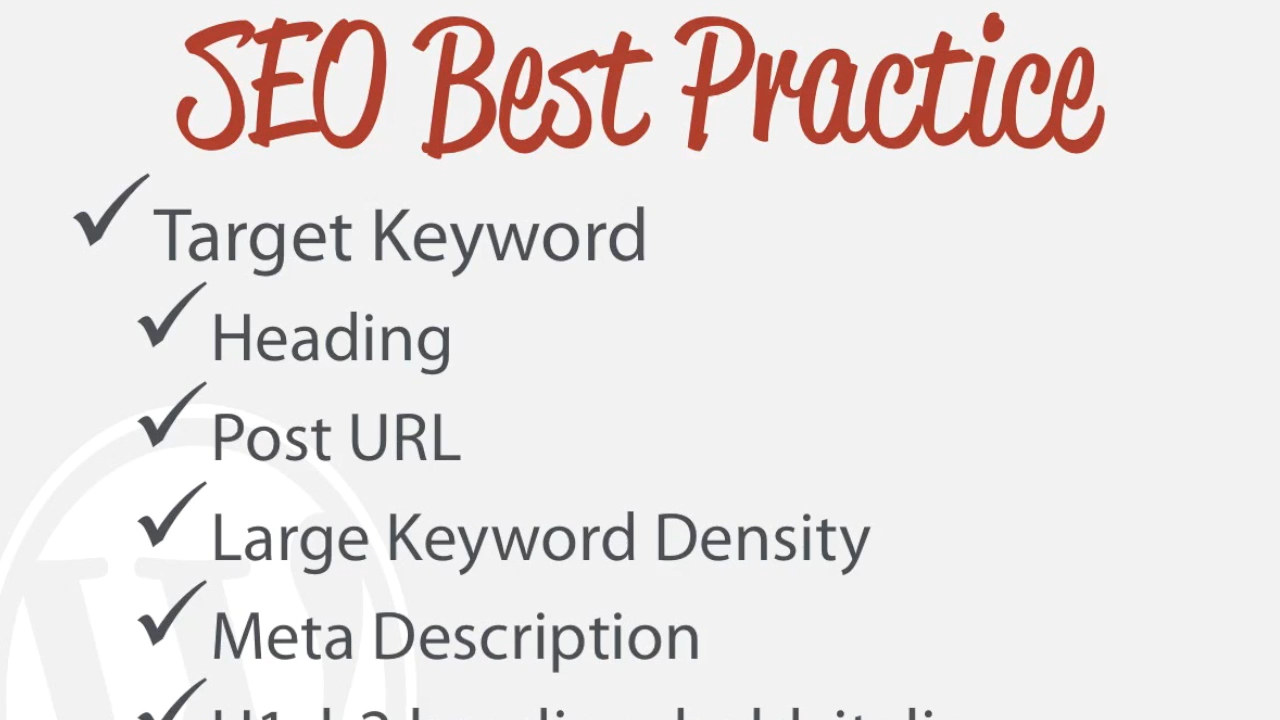 SEO Best Practice
Target Keyword
Heading
Post URL
Large Keyword Density
Meta Description